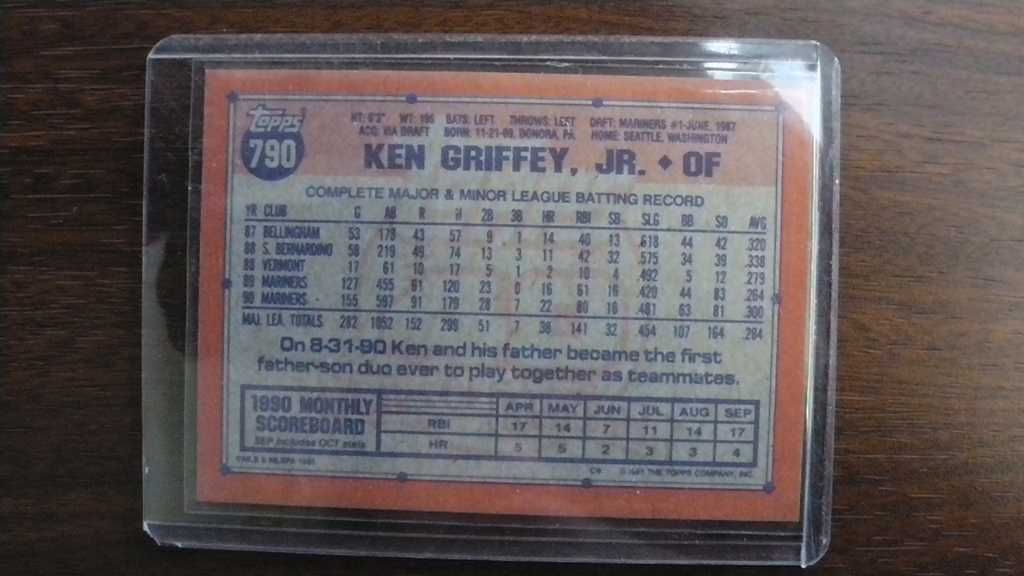 Topps
790
HT: 6'3" WT: 195 BATS: LEFT THROWS: LEFT DRAFT: MARINERS #1-JUNE, 1987
ACQ: VIA DRAFT BORN: 11-21-69, DONORA, PA. HOME: SEATTLE, WASHINGTON
KEN GRIFFEY, JR. ♦ OF
COMPLETE MAJOR & MINOR LEAGUE BATTING RECORD
YR CLUB G AB R H 2B 3B HR RBI SB SLG BB SO AVG
87 BELLINGHAM 53 178 43 57 9 1 14 40 13 .618 44 42 .320
88 S. BERNARDINO 58 219 49 74 13 3 11 42 32 .575 34 39 .338
88 VERMONT 17 61 10 17 5 1 2 10 4 .492 5 12 .279
89 MARINERS 127 455 61 120 23 0 16 61 16 .420 44 83 .264
90 MARINERS 155 597 91 179 28 7 22 80 16 .481 63 81 .300
MAJ. LEA. TOTALS 282 1052 152 299 51 7 38 141 32 .454 107 164 .284
On 8-31-90 Ken and his father became the first
father-son duo ever to play together as teammates.
1990 MONTHLY
SCOREBOARD
SEP includes OCT stats
APR MAY JUN JUL AUG SEP
RBI 17 14 7 11 14 17
HR 5 5 2 3 3 4
C* © 1991 THE TOPPS COMPANY, INC.